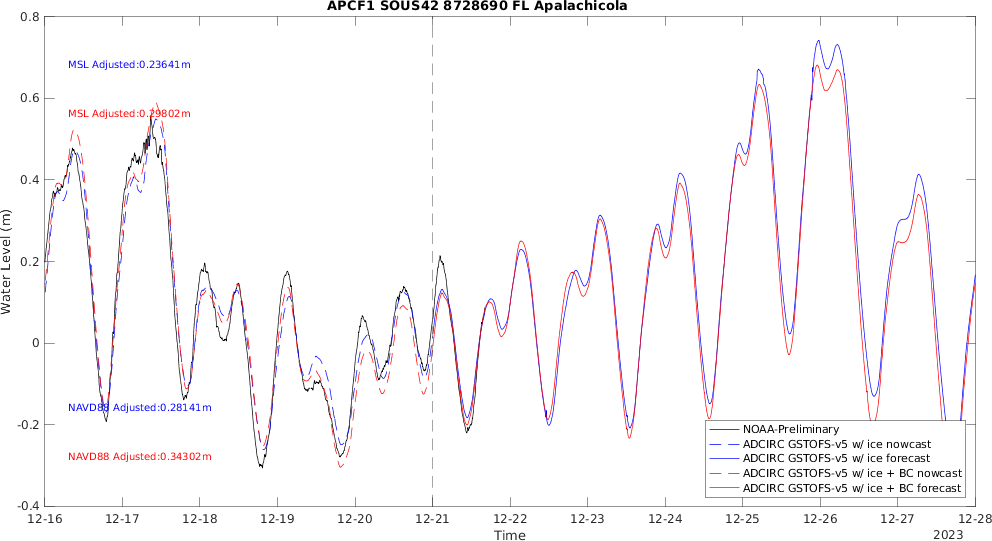 APCF1 SOUS42 8728690 FL Apalachicola
0.8
0.6
0.4
0.2
0
-0.2
-0.4
Water Level (m)
MSL Adjusted:0.23641m
MSL Adjusted:0.29802m
NAVD88 Adjusted:0.28141m
NAVD88 Adjusted:0.34302m
NOAA-Preliminary
ADCIRC GSTOFS-v5 w/ ice nowcast
ADCIRC GSTOFS-v5 w/ ice forecast
ADCIRC GSTOFS-v5 w/ ice + BC nowcast
ADCIRC GSTOFS-v5 w/ ice + BC forecast
12-16 12-17 12-18 12-19 12-20 12-21 12-22 12-23 12-24 12-25 12-26 12-27 12-28
Time
2023